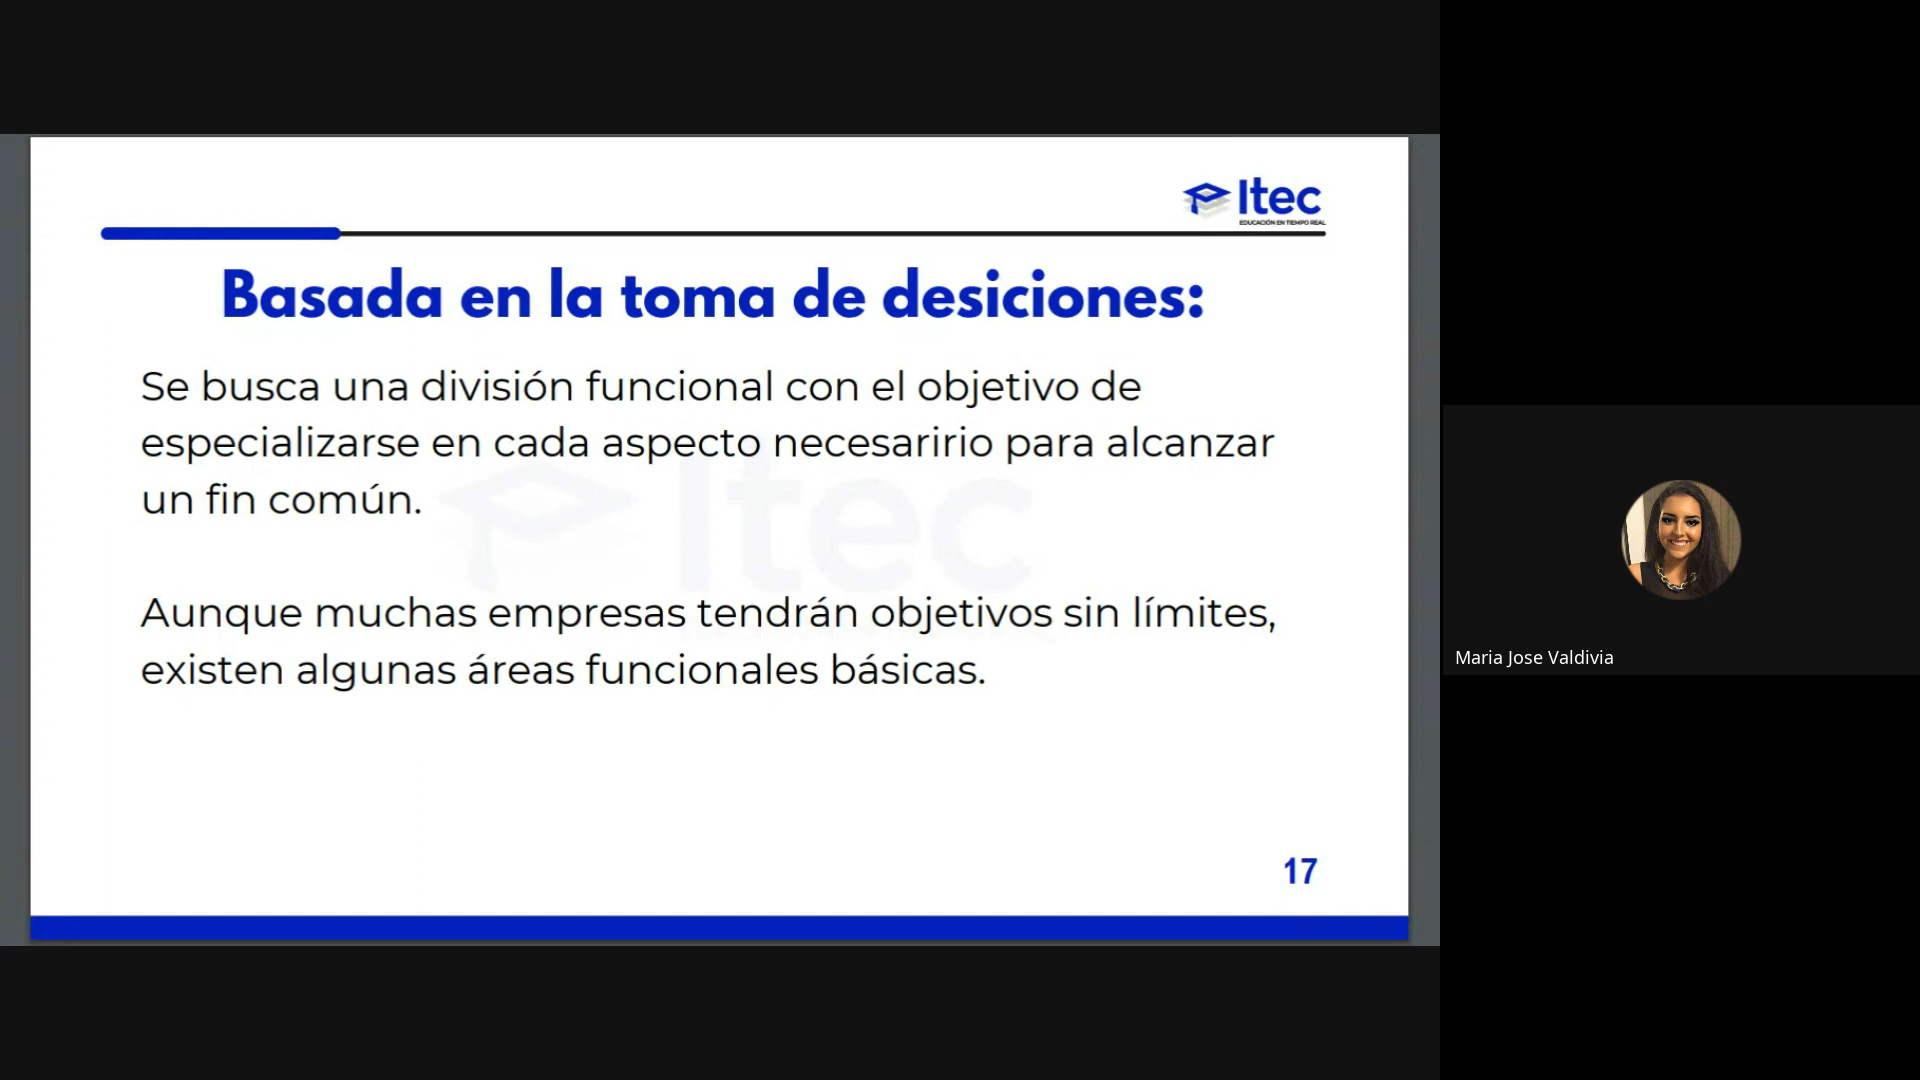 Itec
EDUCACIÓN EN TIEMPO REAL
Basada en la toma de desiciones:
Se busca una división funcional con el objetivo de
especializarse en cada aspecto necesaririo para alcanzar
un fin común.
Itec
Aunque muchas empresas tendrán objetivos sin límites,
existen algunas áreas funcionales básicas.
17
Maria Jose Valdivia